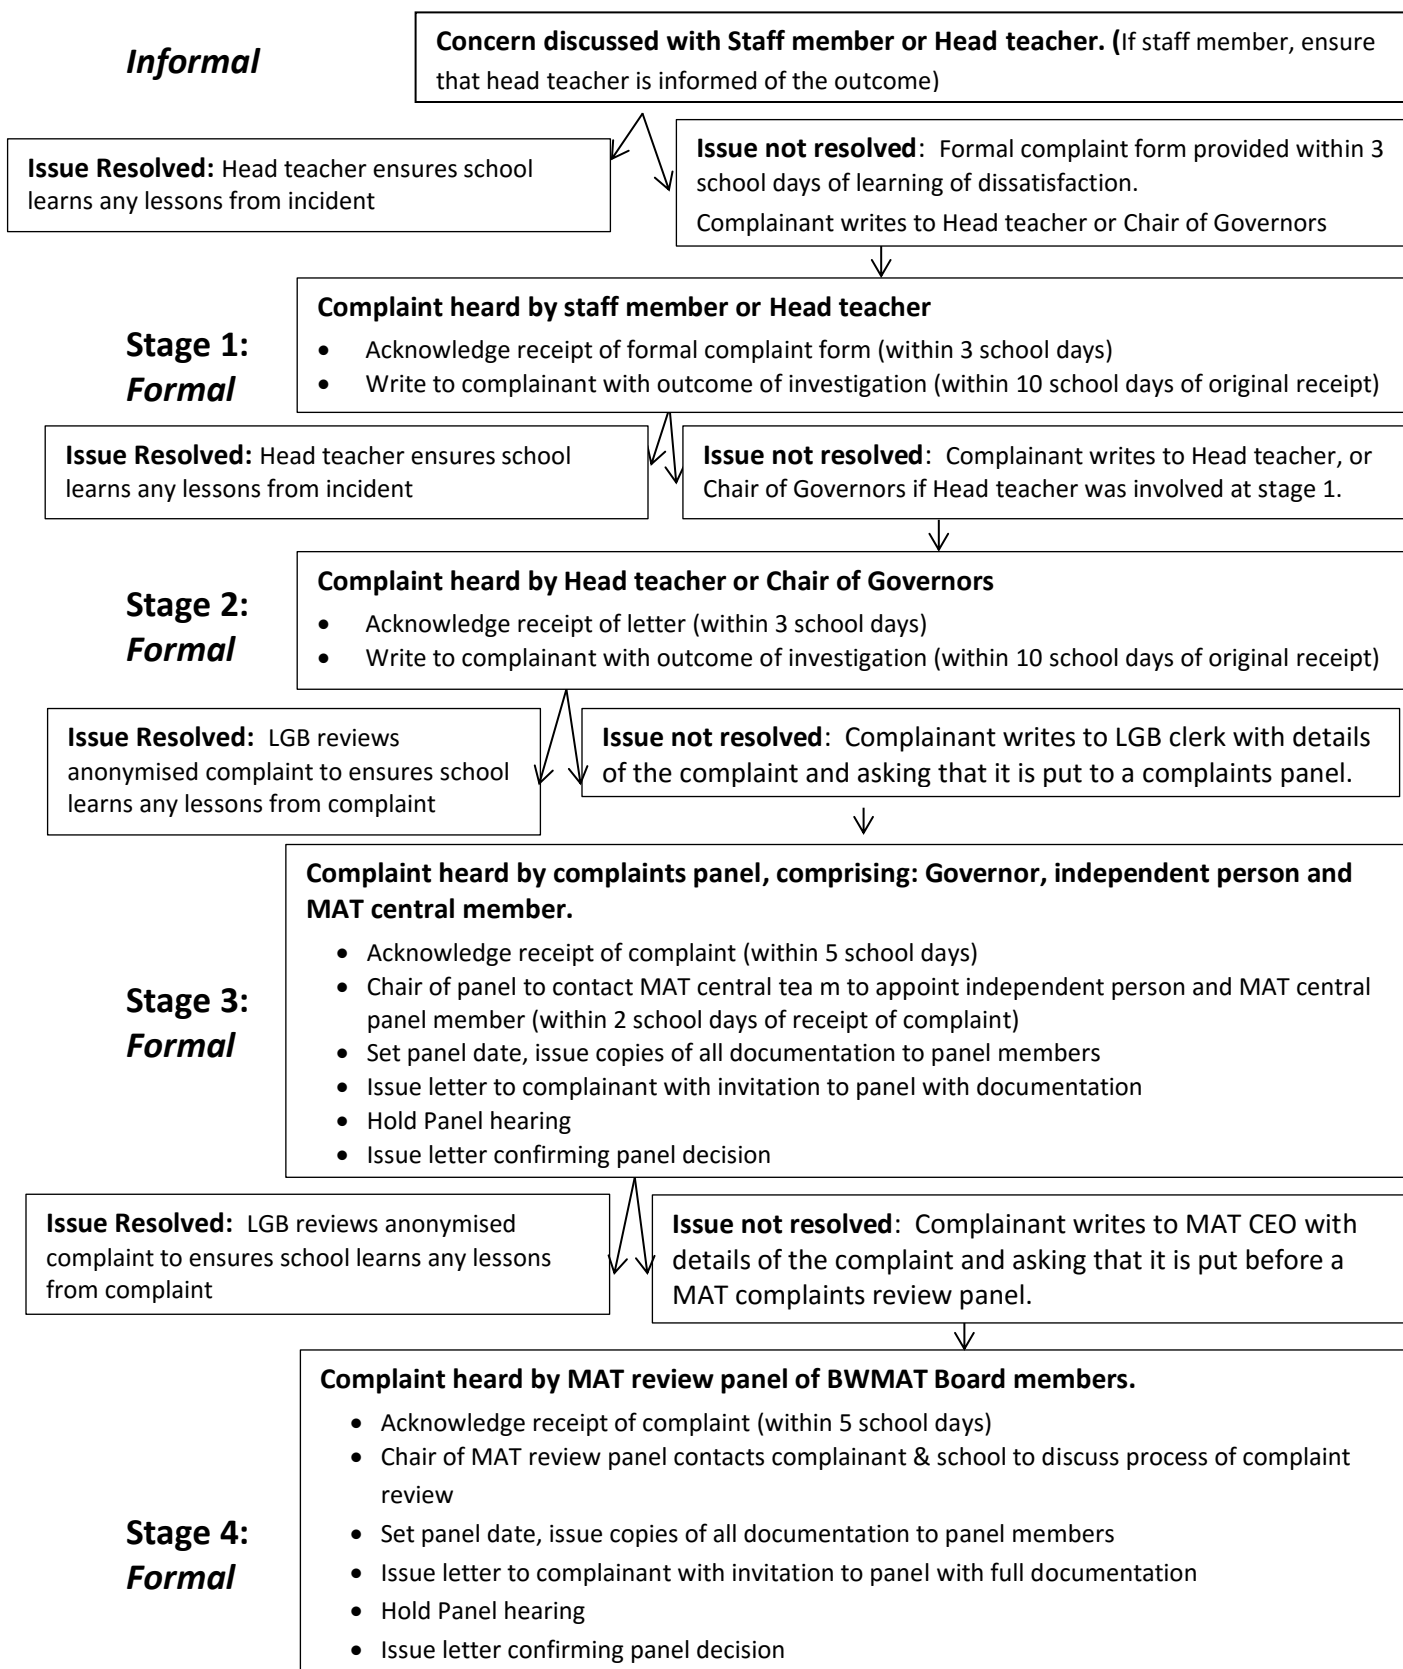 Informal
Concern discussed with Staff member or Head teacher. (If staff member, ensure
that head teacher is informed of the outcome)
Issue Resolved: Head teacher ensures school
learns any lessons from incident
Issue not resolved:  Formal complaint form provided within 3
school days of learning of dissatisfaction.
Complainant writes to Head teacher or Chair of Governors
Stage 1:
Formal
Complaint heard by staff member or Head teacher
• Acknowledge receipt of formal complaint form (within 3 school days)
• Write to complainant with outcome of investigation (within 10 school days of original receipt)
Issue Resolved: Head teacher ensures school
learns any lessons from incident
Issue not resolved:  Complainant writes to Head teacher, or
Chair of Governors if Head teacher was involved at stage 1.
Stage 2:
Formal
Complaint heard by Head teacher or Chair of Governors
• Acknowledge receipt of letter (within 3 school days)
• Write to complainant with outcome of investigation (within 10 school days of original receipt)
Issue Resolved:  LGB reviews
anonymised complaint to ensures school
learns any lessons from complaint
Issue not resolved:  Complainant writes to LGB clerk with details
of the complaint and asking that it is put to a complaints panel.
Stage 3:
Formal
Complaint heard by complaints panel, comprising: Governor, independent person and
MAT central member.
• Acknowledge receipt of complaint (within 5 school days)
• Chair of panel to contact MAT central tea m to appoint independent person and MAT central
panel member (within 2 school days of receipt of complaint)
• Set panel date, issue copies of all documentation to panel members
• Issue letter to complainant with invitation to panel with documentation
• Hold Panel hearing
• Issue letter confirming panel decision
Issue Resolved:  LGB reviews anonymised
complaint to ensures school learns any lessons
from complaint
Issue not resolved:  Complainant writes to MAT CEO with
details of the complaint and asking that it is put before a
MAT complaints review panel.
Stage 4:
Formal
Complaint heard by MAT review panel of BWMAT Board members.
• Acknowledge receipt of complaint (within 5 school days)
• Chair of MAT review panel contacts complainant & school to discuss process of complaint
review
• Set panel date, issue copies of all documentation to panel members
• Issue letter to complainant with invitation to panel with full documentation
• Hold Panel hearing
• Issue letter confirming panel decision